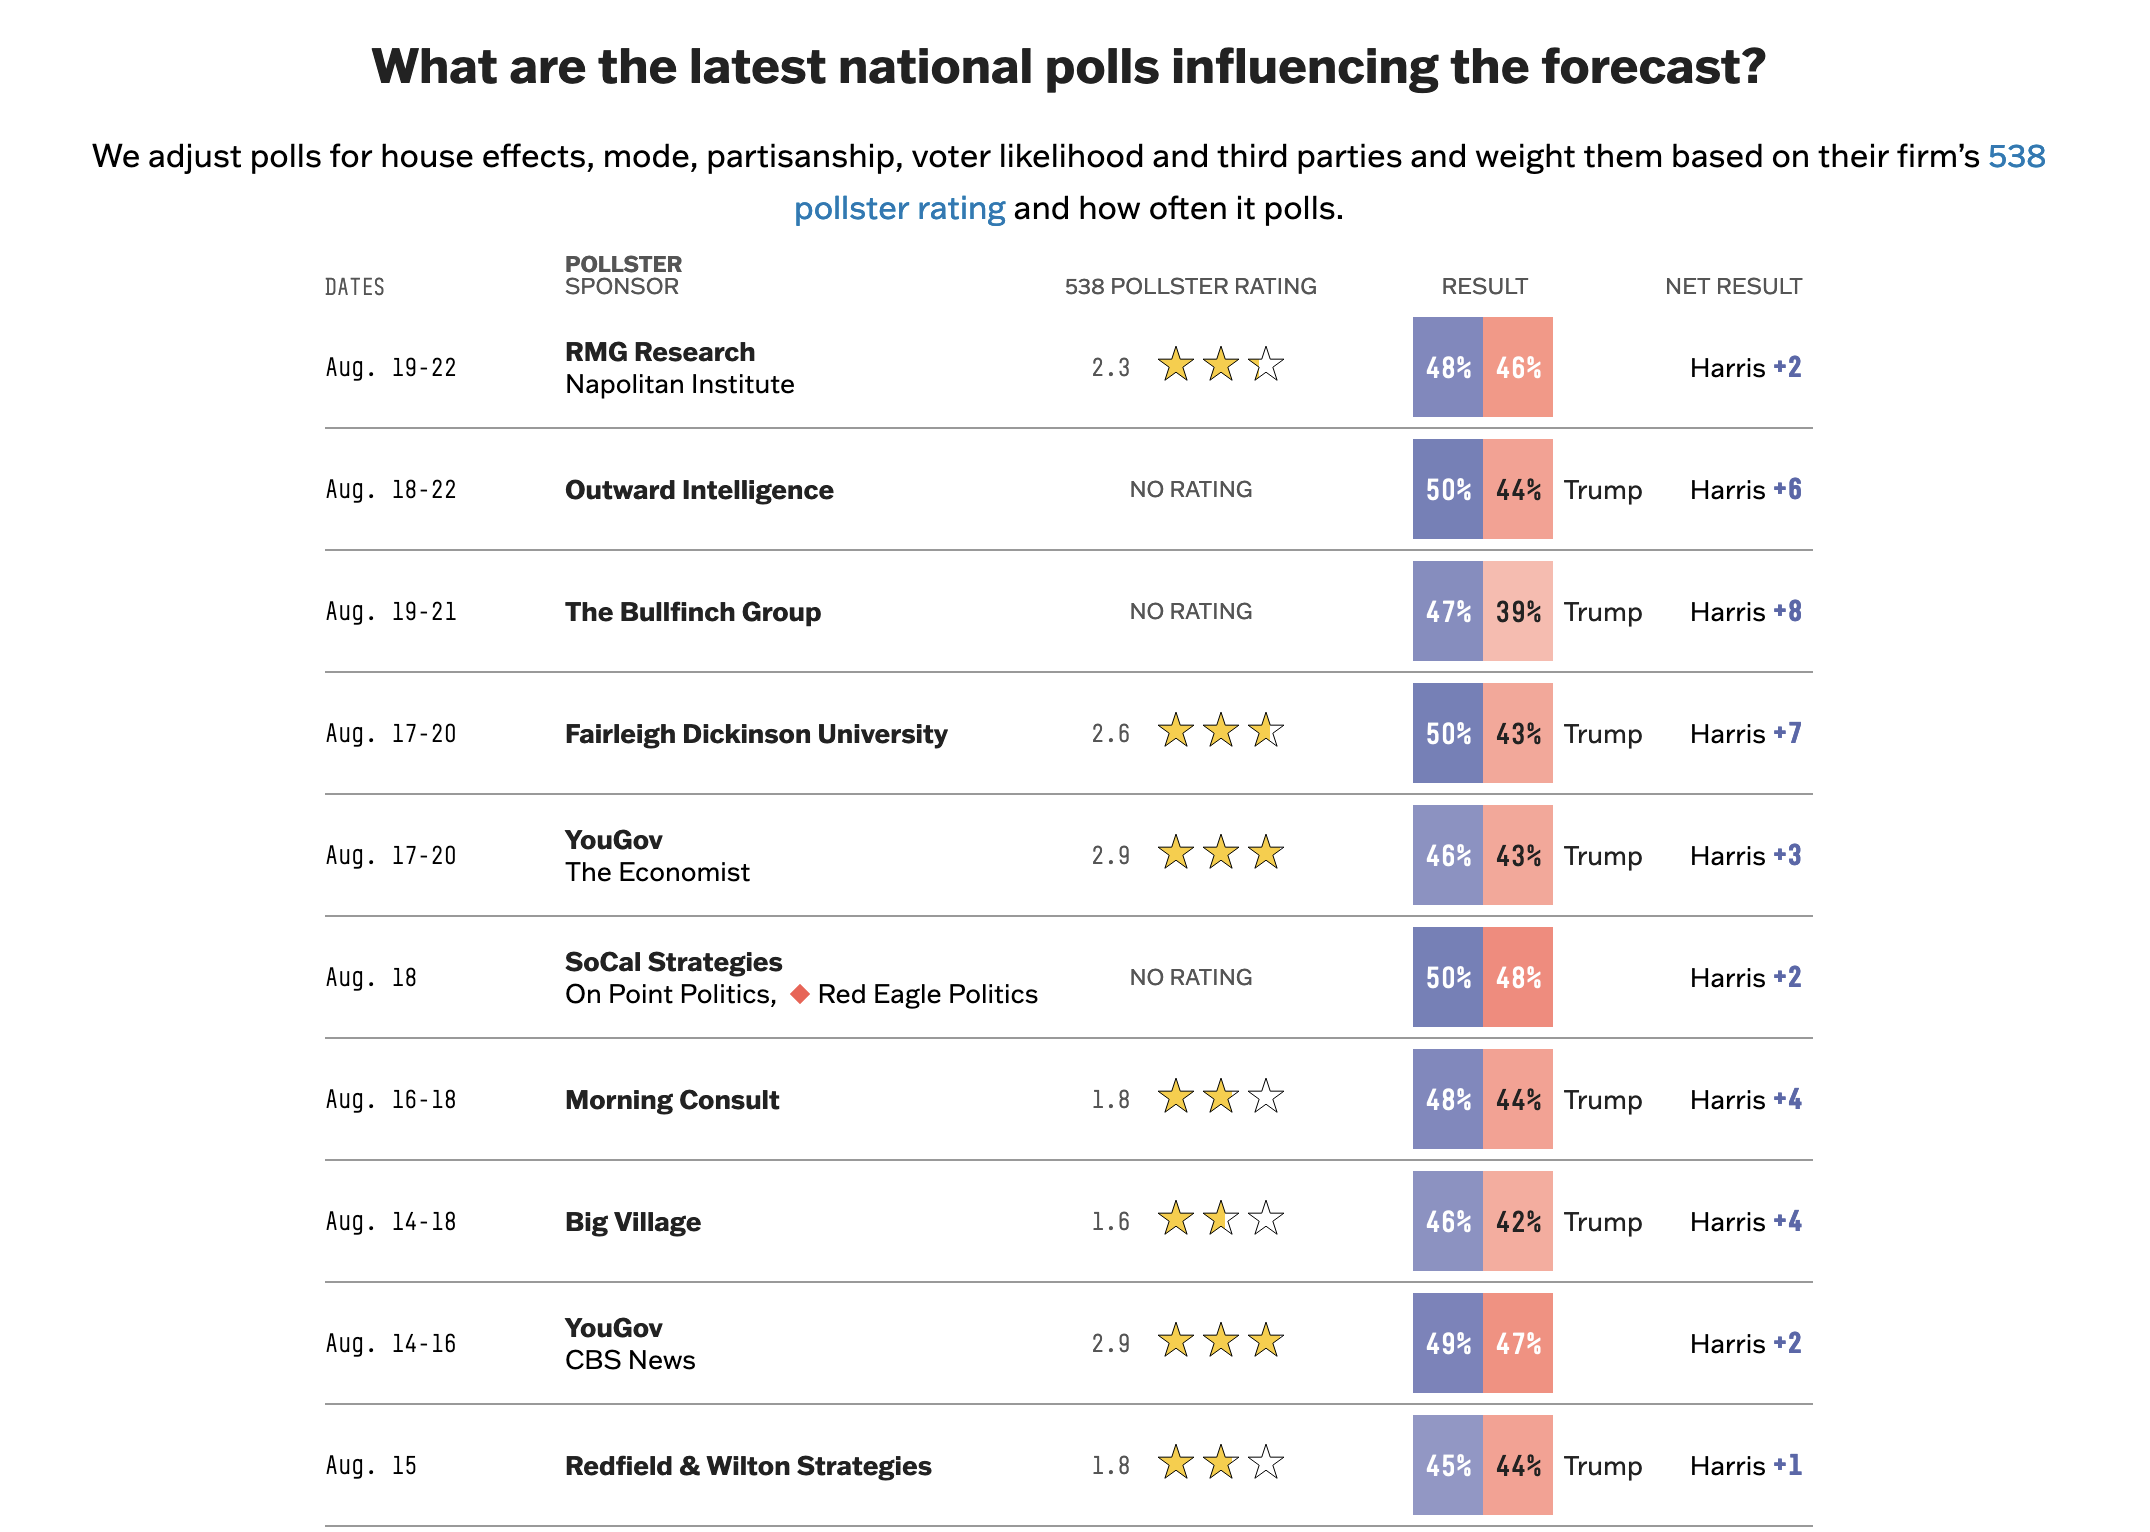 What are the latest national polls influencing the forecast?
We adjust polls for house effects, mode, partisanship, voter likelihood and third parties and weight them based on their firm’s 538
pollster rating and how often it polls.
DATES POLLSTER SPONSOR 538 POLLSTER RATING RESULT NET RESULT
Aug. 19-22 RMG Research 2.3 48% 46% Harris +2
Napolitan Institute
Aug. 18-22 Outward Intelligence NO RATING 50% 44% Trump Harris +6
Aug. 19-21 The Bullfinch Group NO RATING 47% 39% Trump Harris +8
Aug. 17-20 Fairleigh Dickinson University 2.6 50% 43% Trump Harris +7
Aug. 17-20 YouGov 2.9 46% 43% Trump Harris +3
The Economist
Aug. 18 SoCal Strategies NO RATING 50% 48% Harris +2
On Point Politics, Red Eagle Politics
Aug. 16-18 Morning Consult 1.8 48% 44% Trump Harris +4
Aug. 14-18 Big Village 1.6 46% 42% Trump Harris +4
Aug. 14-16 YouGov 2.9 49% 47% Harris +2
CBS News
Aug. 15 Redfield & Wilton Strategies 1.8 45% 44% Trump Harris +1